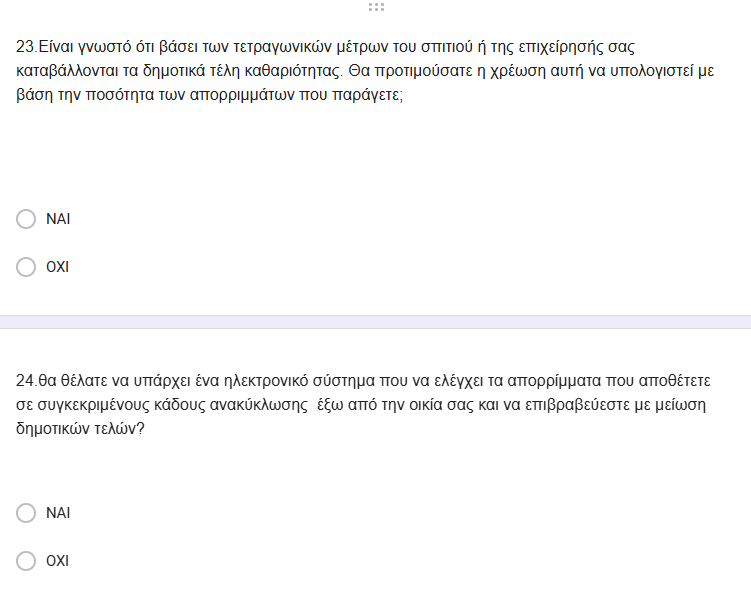 23.Είναι γνωστό ότι βάσει των τετραγωνικών μέτρων του σπιτιού ή της επιχείρησής σας
καταβάλλονται τα δημοτικά τέλη καθαριότητας. Θα προτιμούσατε η χρέωση αυτή να υπολογιστεί με
βάση την ποσότητα των απορριμμάτων που παράγετε;
ΝΑΙ
ΟΧΙ
24.θα θέλατε να υπάρχει ένα ηλεκτρονικό σύστημα που να ελέγχει τα απορρίμματα που αποθέτετε
σε συγκεκριμένους κάδους ανακύκλωσης  έξω από την οικία σας και να επιβραβεύεστε με μείωση
δημοτικών τελών?
ΝΑΙ
ΟΧΙ